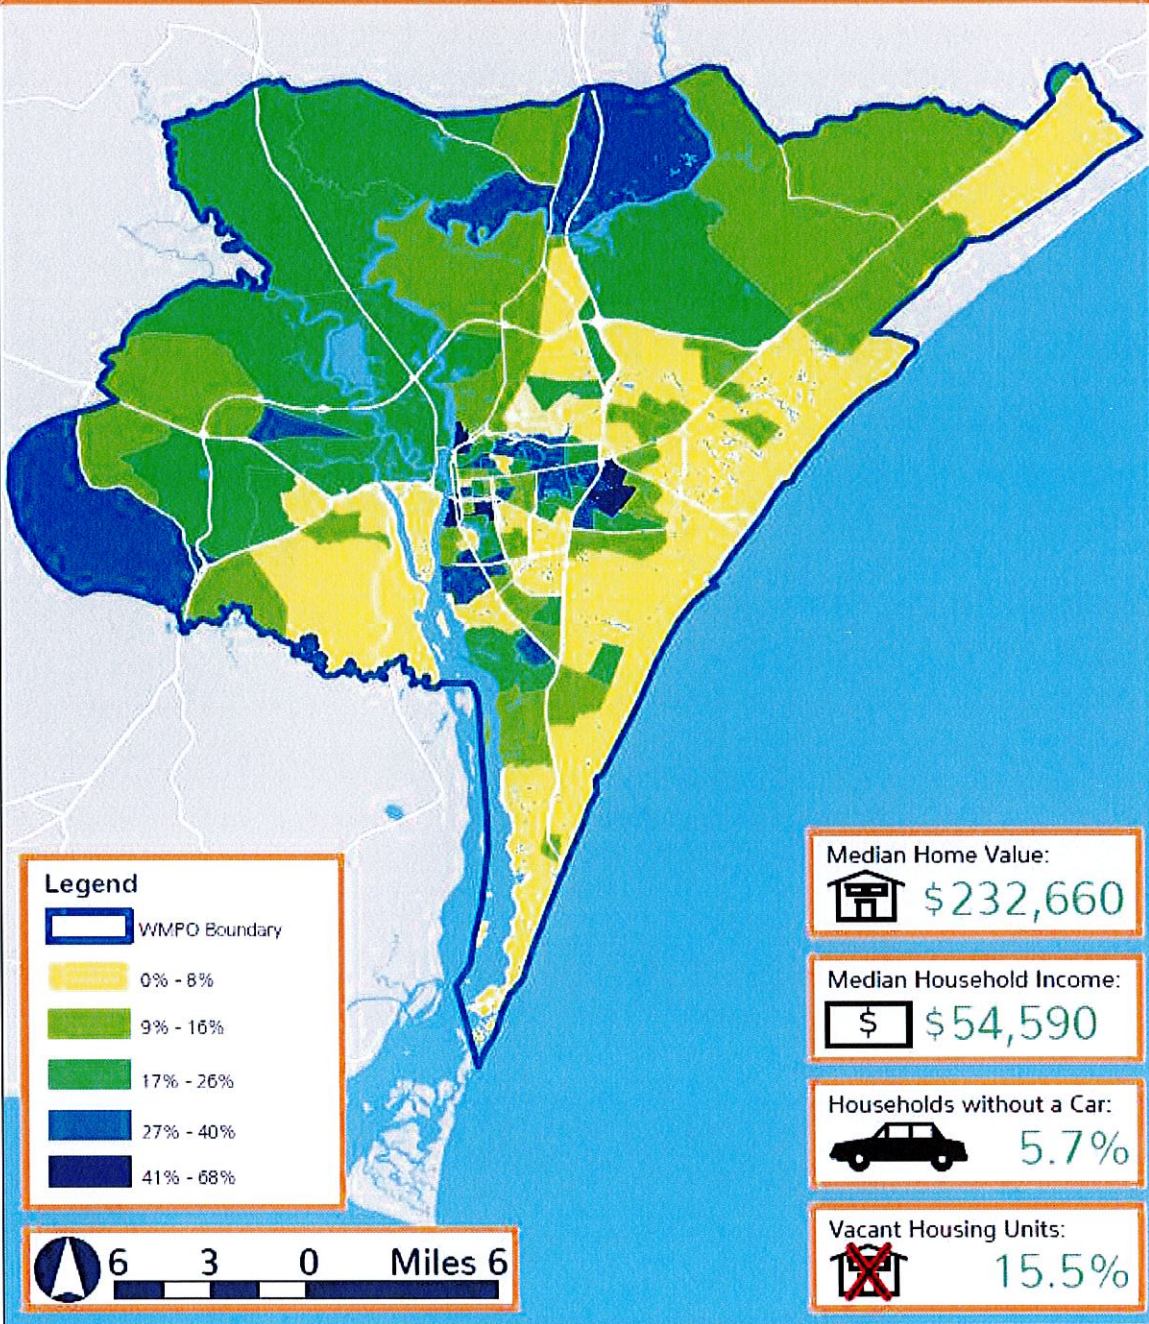 Legend
WMPO Boundary
0% - 8%
9% - 16%
17% - 26%
27% - 40%
41% - 68%
6 3 0 Miles 6
Median Home Value:
$232,660
Median Household Income:
$ $54,590
Households without a Car:
5.7%
Vacant Housing Units:
15.5%